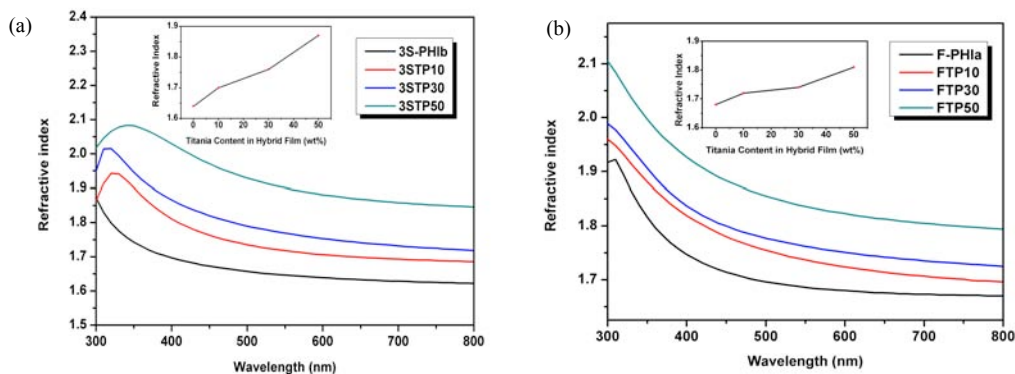 (a)
2.4
2.3
2.2
2.1
2.0
1.9
1.8
1.7
1.6
1.5
Refractive index
300
400
500
600
700
800
Wavelength (nm)
1.9
1.8
1.7
1.6
Refractive Index
0
10
20
30
40
50
Titania Content in Hybrid Film (wt%)
3S-PHIb
3STP10
3STP30
3STP50
(b)
2.1
2.0
1.9
1.8
1.7
Refractive index
300
400
500
600
700
800
Wavelength (nm)
1.9
1.8
1.7
1.6
Refractive Index
0
10
20
30
40
50
Titania Content in Hybrid Film (wt%)
F-PHIa
FTP10
FTP30
FTP50